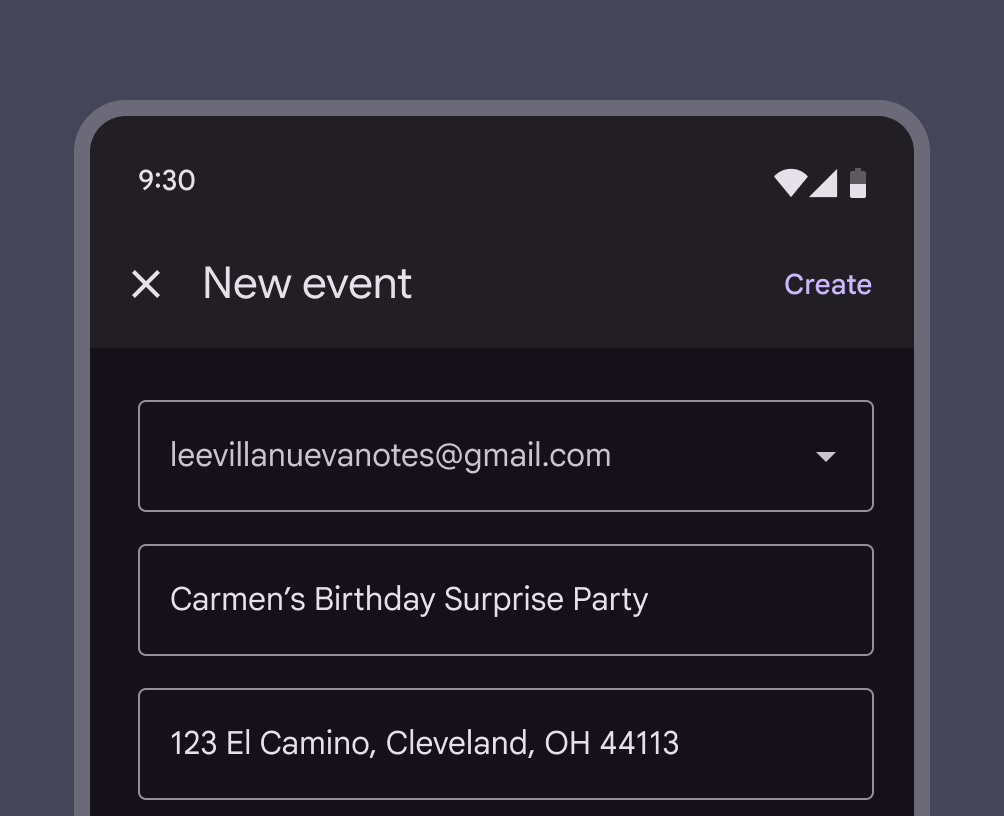 9:30
New event
Create
leevillanuevanotes@gmail.com
Carmen’s Birthday Surprise Party
123 El Camino, Cleveland, OH 44113